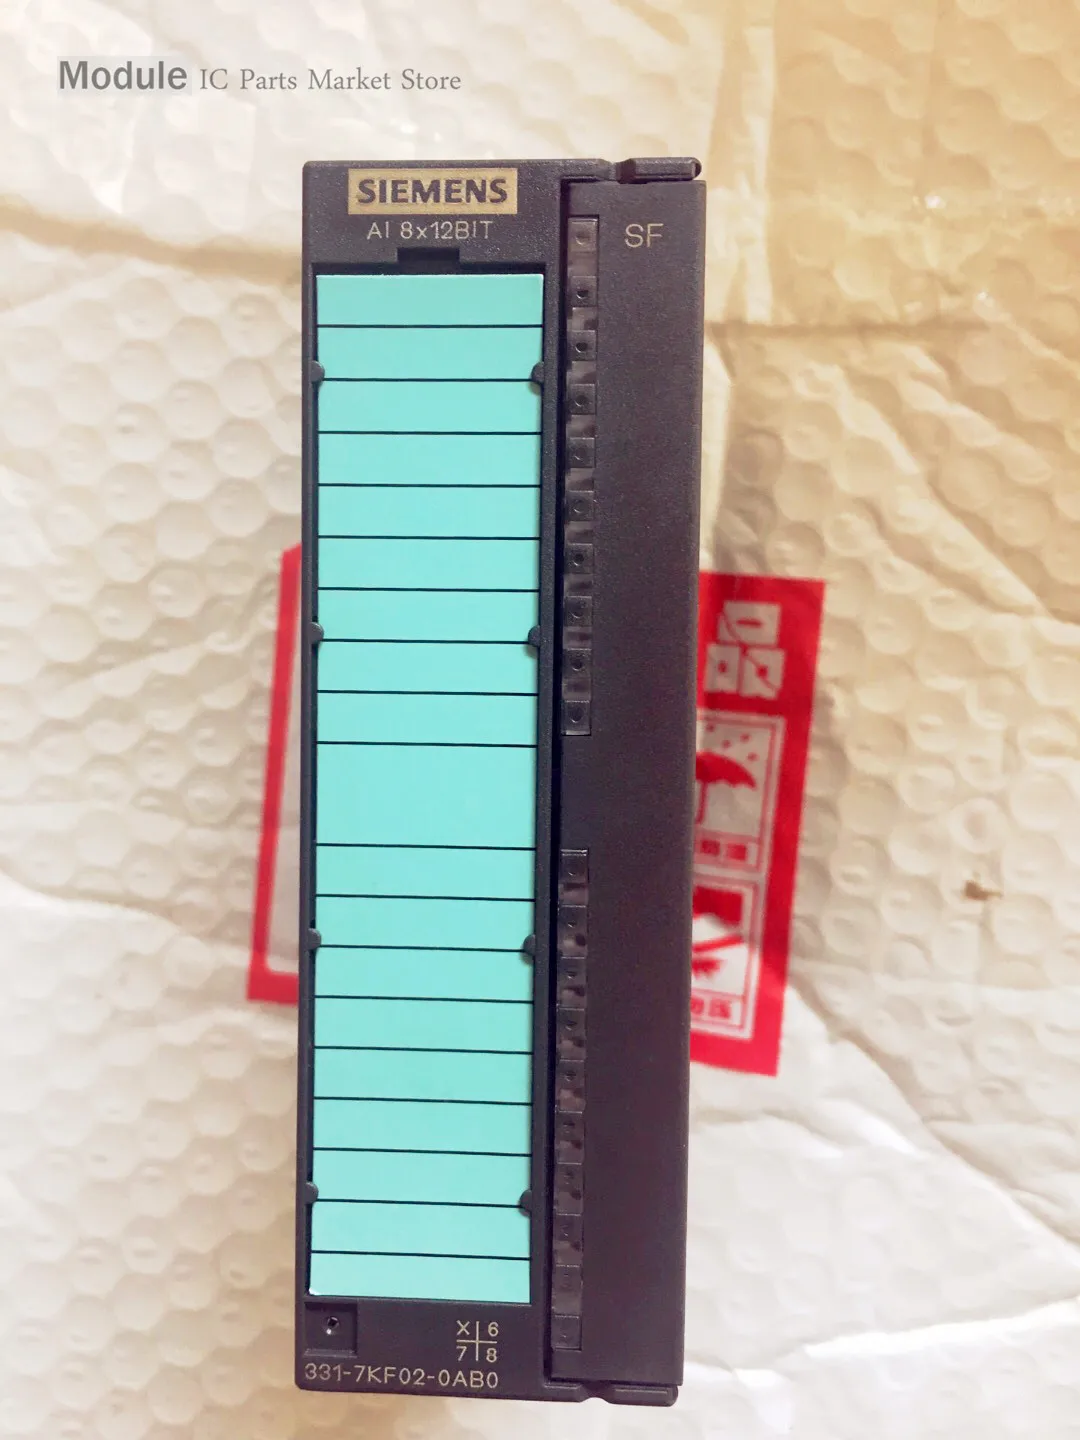 Module IC Parts Market Store
SIEMENS
AI 8x12BIT
SF
X 6
7 8
331-7KF02-0AB0